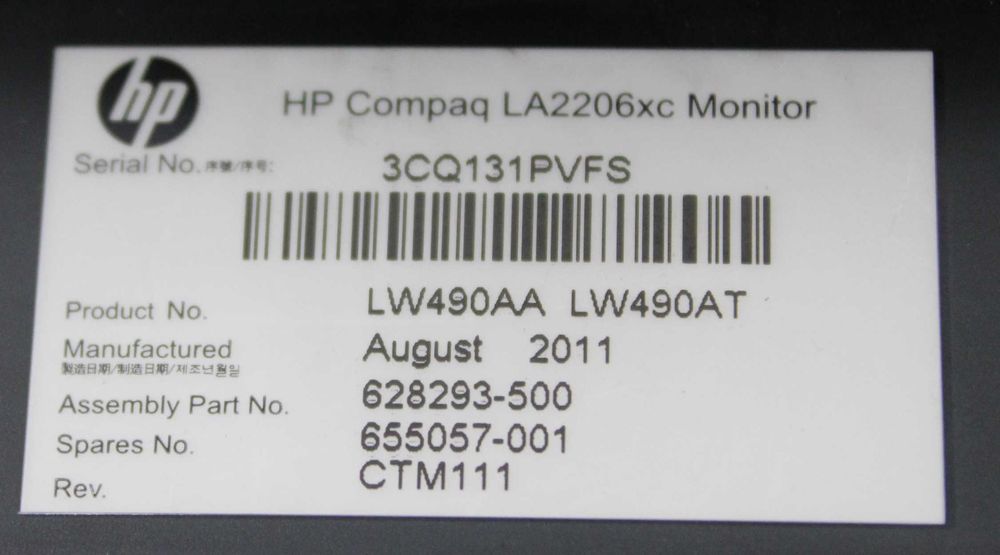 hp
HP Compaq LA2206xc Monitor
Serial No. 序號/序号: 3CQ131PVFS
Product No. LW490AA LW490AT
Manufactured August 2011
製造日期/制造日期/제조년월일
Assembly Part No. 628293-500
Spares No. 655057-001
Rev. CTM111